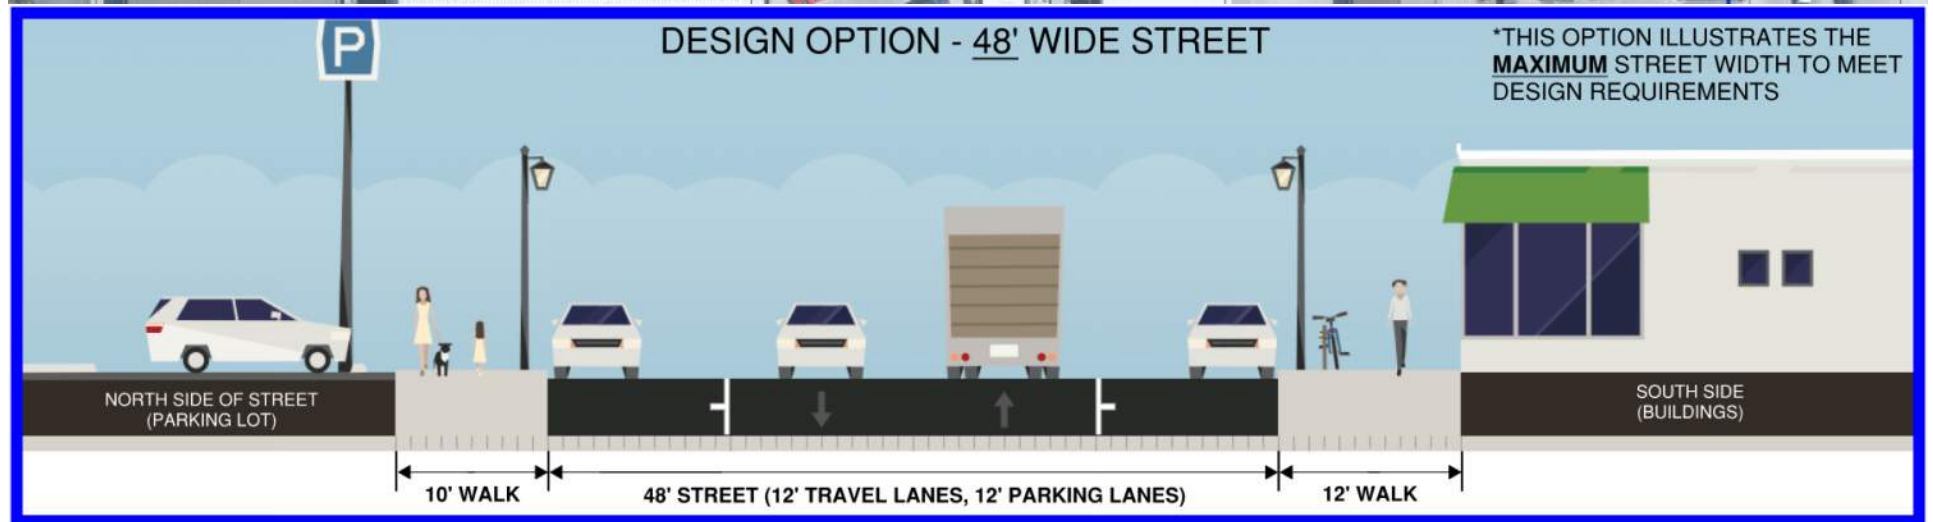 P
DESIGN OPTION - 48' WIDE STREET
*THIS OPTION ILLUSTRATES THE
MAXIMUM STREET WIDTH TO MEET
DESIGN REQUIREMENTS
NORTH SIDE OF STREET
(PARKING LOT)
SOUTH SIDE
(BUILDINGS)
10' WALK
48' STREET (12' TRAVEL LANES, 12' PARKING LANES)
12' WALK